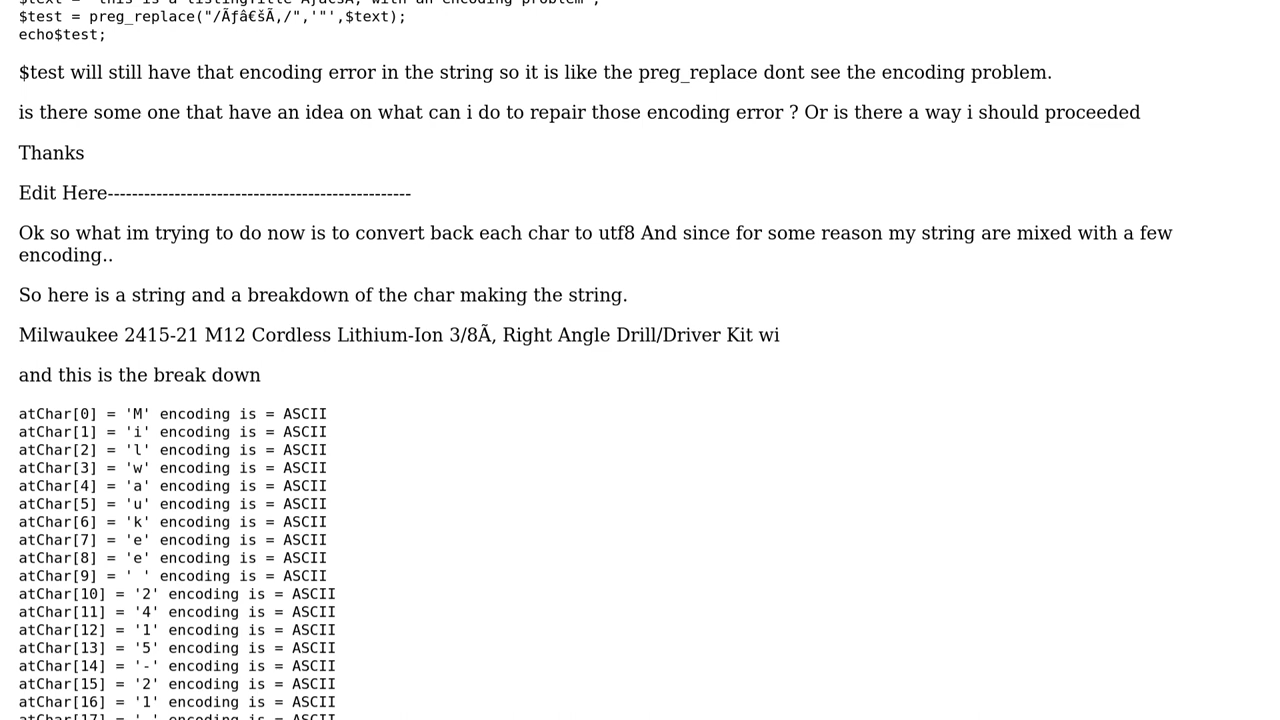 $test = preg_replace("/Ãƒâ€šÃ‚/",'"',$text);
echo$test;
$test will still have that encoding error in the string so it is like the preg_replace dont see the encoding problem.
is there some one that have an idea on what can i do to repair those encoding error ? Or is there a way i should proceeded
Thanks
Edit Here--------------------------------------------------
Ok so what im trying to do now is to convert back each char to utf8 And since for some reason my string are mixed with a few
encoding..
So here is a string and a breakdown of the char making the string.
Milwaukee 2415-21 M12 Cordless Lithium-Ion 3/8Ã‚ Right Angle Drill/Driver Kit wi
and this is the break down
atChar[0] = 'M' encoding is = ASCII
atChar[1] = 'i' encoding is = ASCII
atChar[2] = 'l' encoding is = ASCII
atChar[3] = 'w' encoding is = ASCII
atChar[4] = 'a' encoding is = ASCII
atChar[5] = 'u' encoding is = ASCII
atChar[6] = 'k' encoding is = ASCII
atChar[7] = 'e' encoding is = ASCII
atChar[8] = 'e' encoding is = ASCII
atChar[9] = ' ' encoding is = ASCII
atChar[10] = '2' encoding is = ASCII
atChar[11] = '4' encoding is = ASCII
atChar[12] = '1' encoding is = ASCII
atChar[13] = '5' encoding is = ASCII
atChar[14] = '-' encoding is = ASCII
atChar[15] = '2' encoding is = ASCII
atChar[16] = '1' encoding is = ASCII